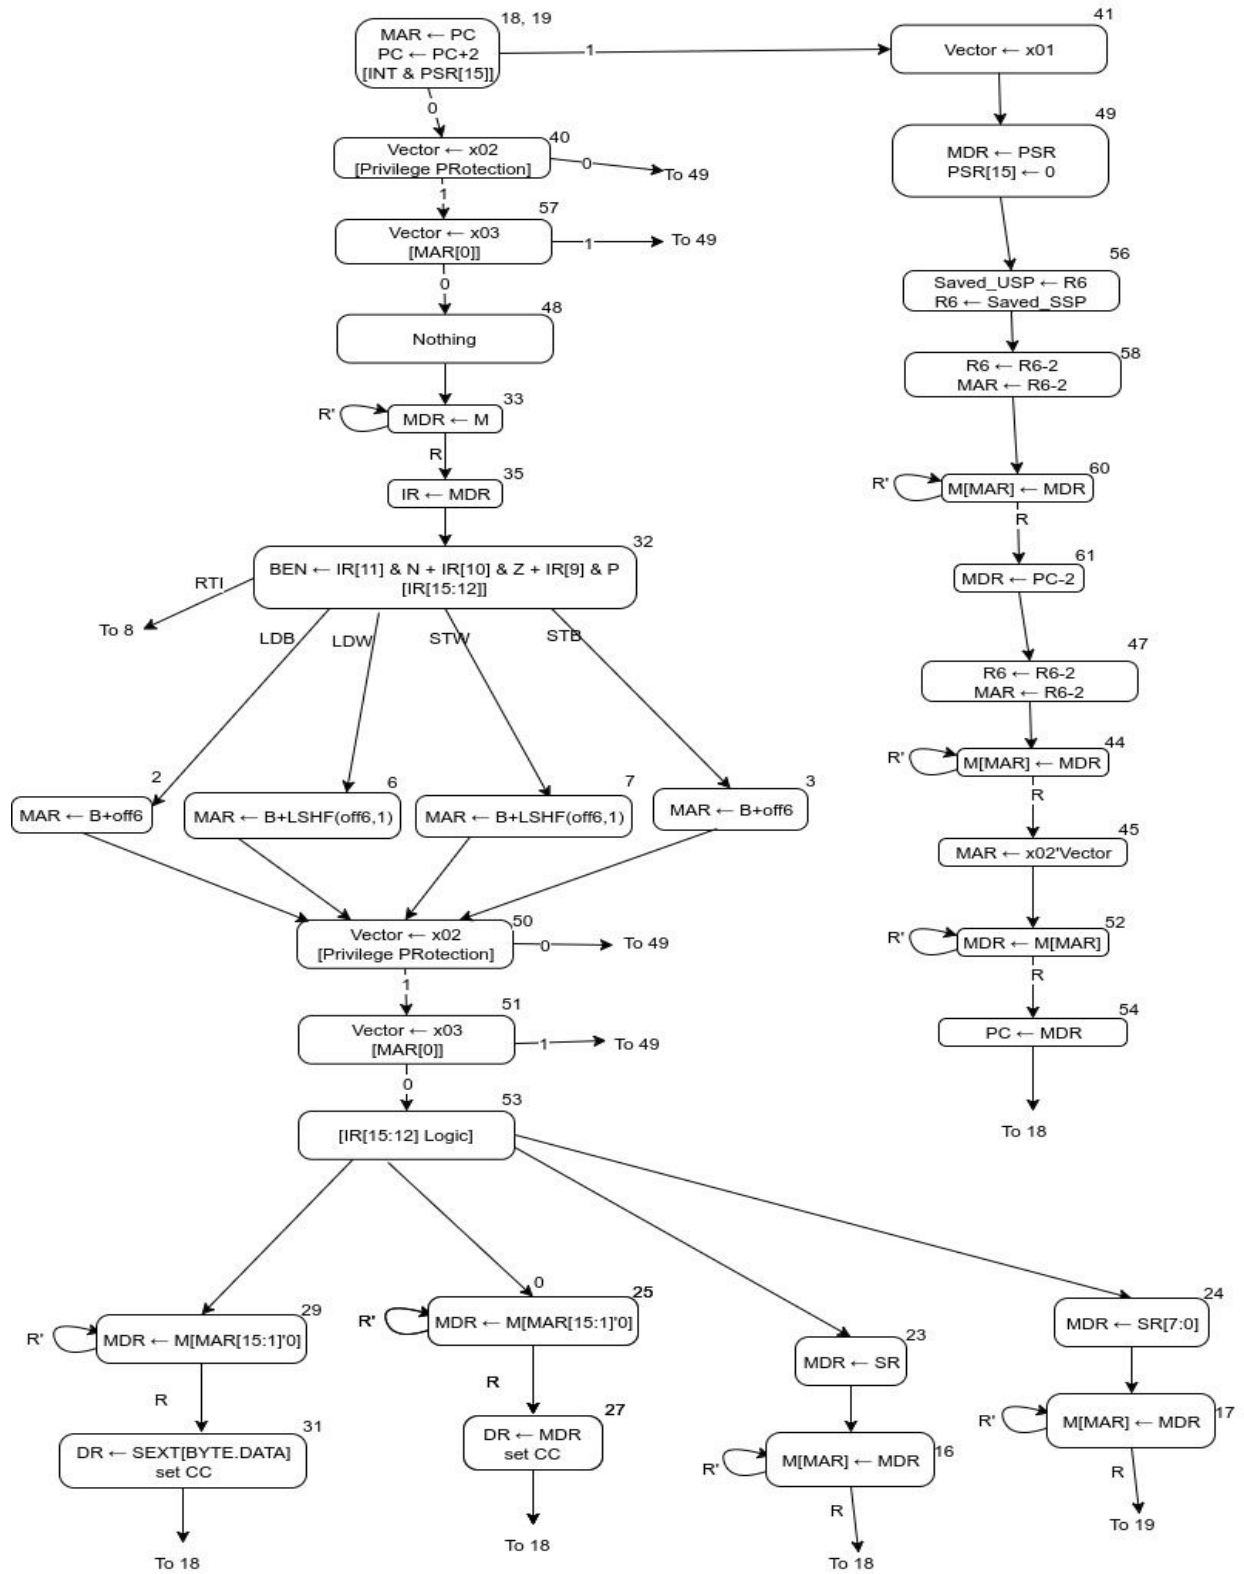 18, 19
MAR ← PC
PC ← PC+2
[INT & PSR[15]]
1
41
Vector ← x01
0
40
Vector ← x02
[Privilege PRotection]
0
To 49
1
49
MDR ← PSR
PSR[15] ← 0
57
Vector ← x03
[MAR[0]]
1
To 49
0
56
Saved_USP ← R6
R6 ← Saved_SSP
48
Nothing
58
R6 ← R6-2
MAR ← R6-2
33
R'
MDR ← M
R
60
R'
M[MAR] ← MDR
R
35
IR ← MDR
32
BEN ← IR[11] & N + IR[10] & Z + IR[9] & P
[IR[15:12]]
RTI
To 8
61
MDR ← PC-2
LDB
LDW
STW
STB
47
R6 ← R6-2
MAR ← R6-2
44
R'
M[MAR] ← MDR
R
2
MAR ← B+off6
6
MAR ← B+LSHF(off6,1)
7
MAR ← B+LSHF(off6,1)
3
MAR ← B+off6
45
MAR ← x02'Vector
50
Vector ← x02
[Privilege PRotection]
0
To 49
1
52
R'
MDR ← M[MAR]
R
51
Vector ← x03
[MAR[0]]
1
To 49
0
54
PC ← MDR
To 18
53
[IR[15:12] Logic]
29
R'
MDR ← M[MAR[15:1]'0]
R
0
25
R'
MDR ← M[MAR[15:1]'0]
R
23
MDR ← SR
24
MDR ← SR[7:0]
31
DR ← SEXT[BYTE.DATA]
set CC
To 18
27
DR ← MDR
set CC
To 18
16
R'
M[MAR] ← MDR
R
To 18
17
R'
M[MAR] ← MDR
R
To 19